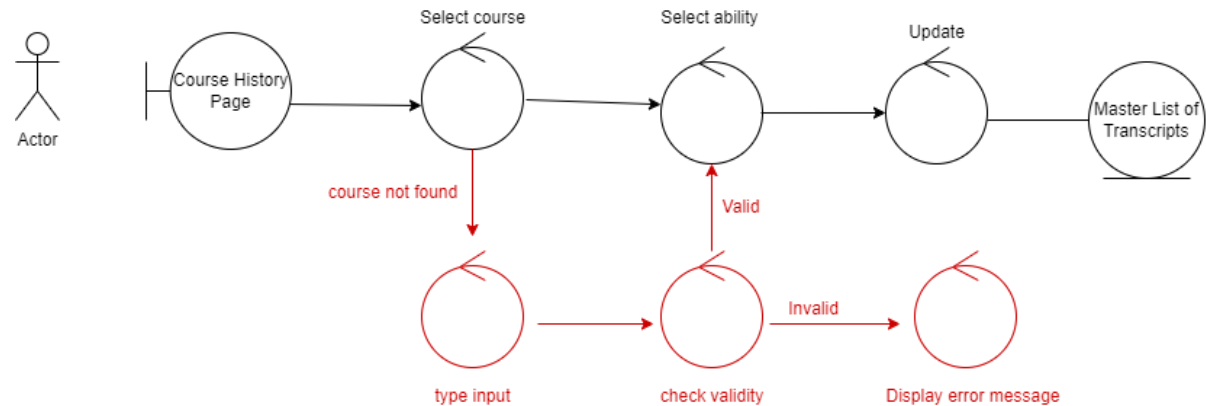 Select course
Select ability
Update
Course History
Page
Master List of
Transcripts
Actor
course not found
Valid
Invalid
type input
check validity
Display error message